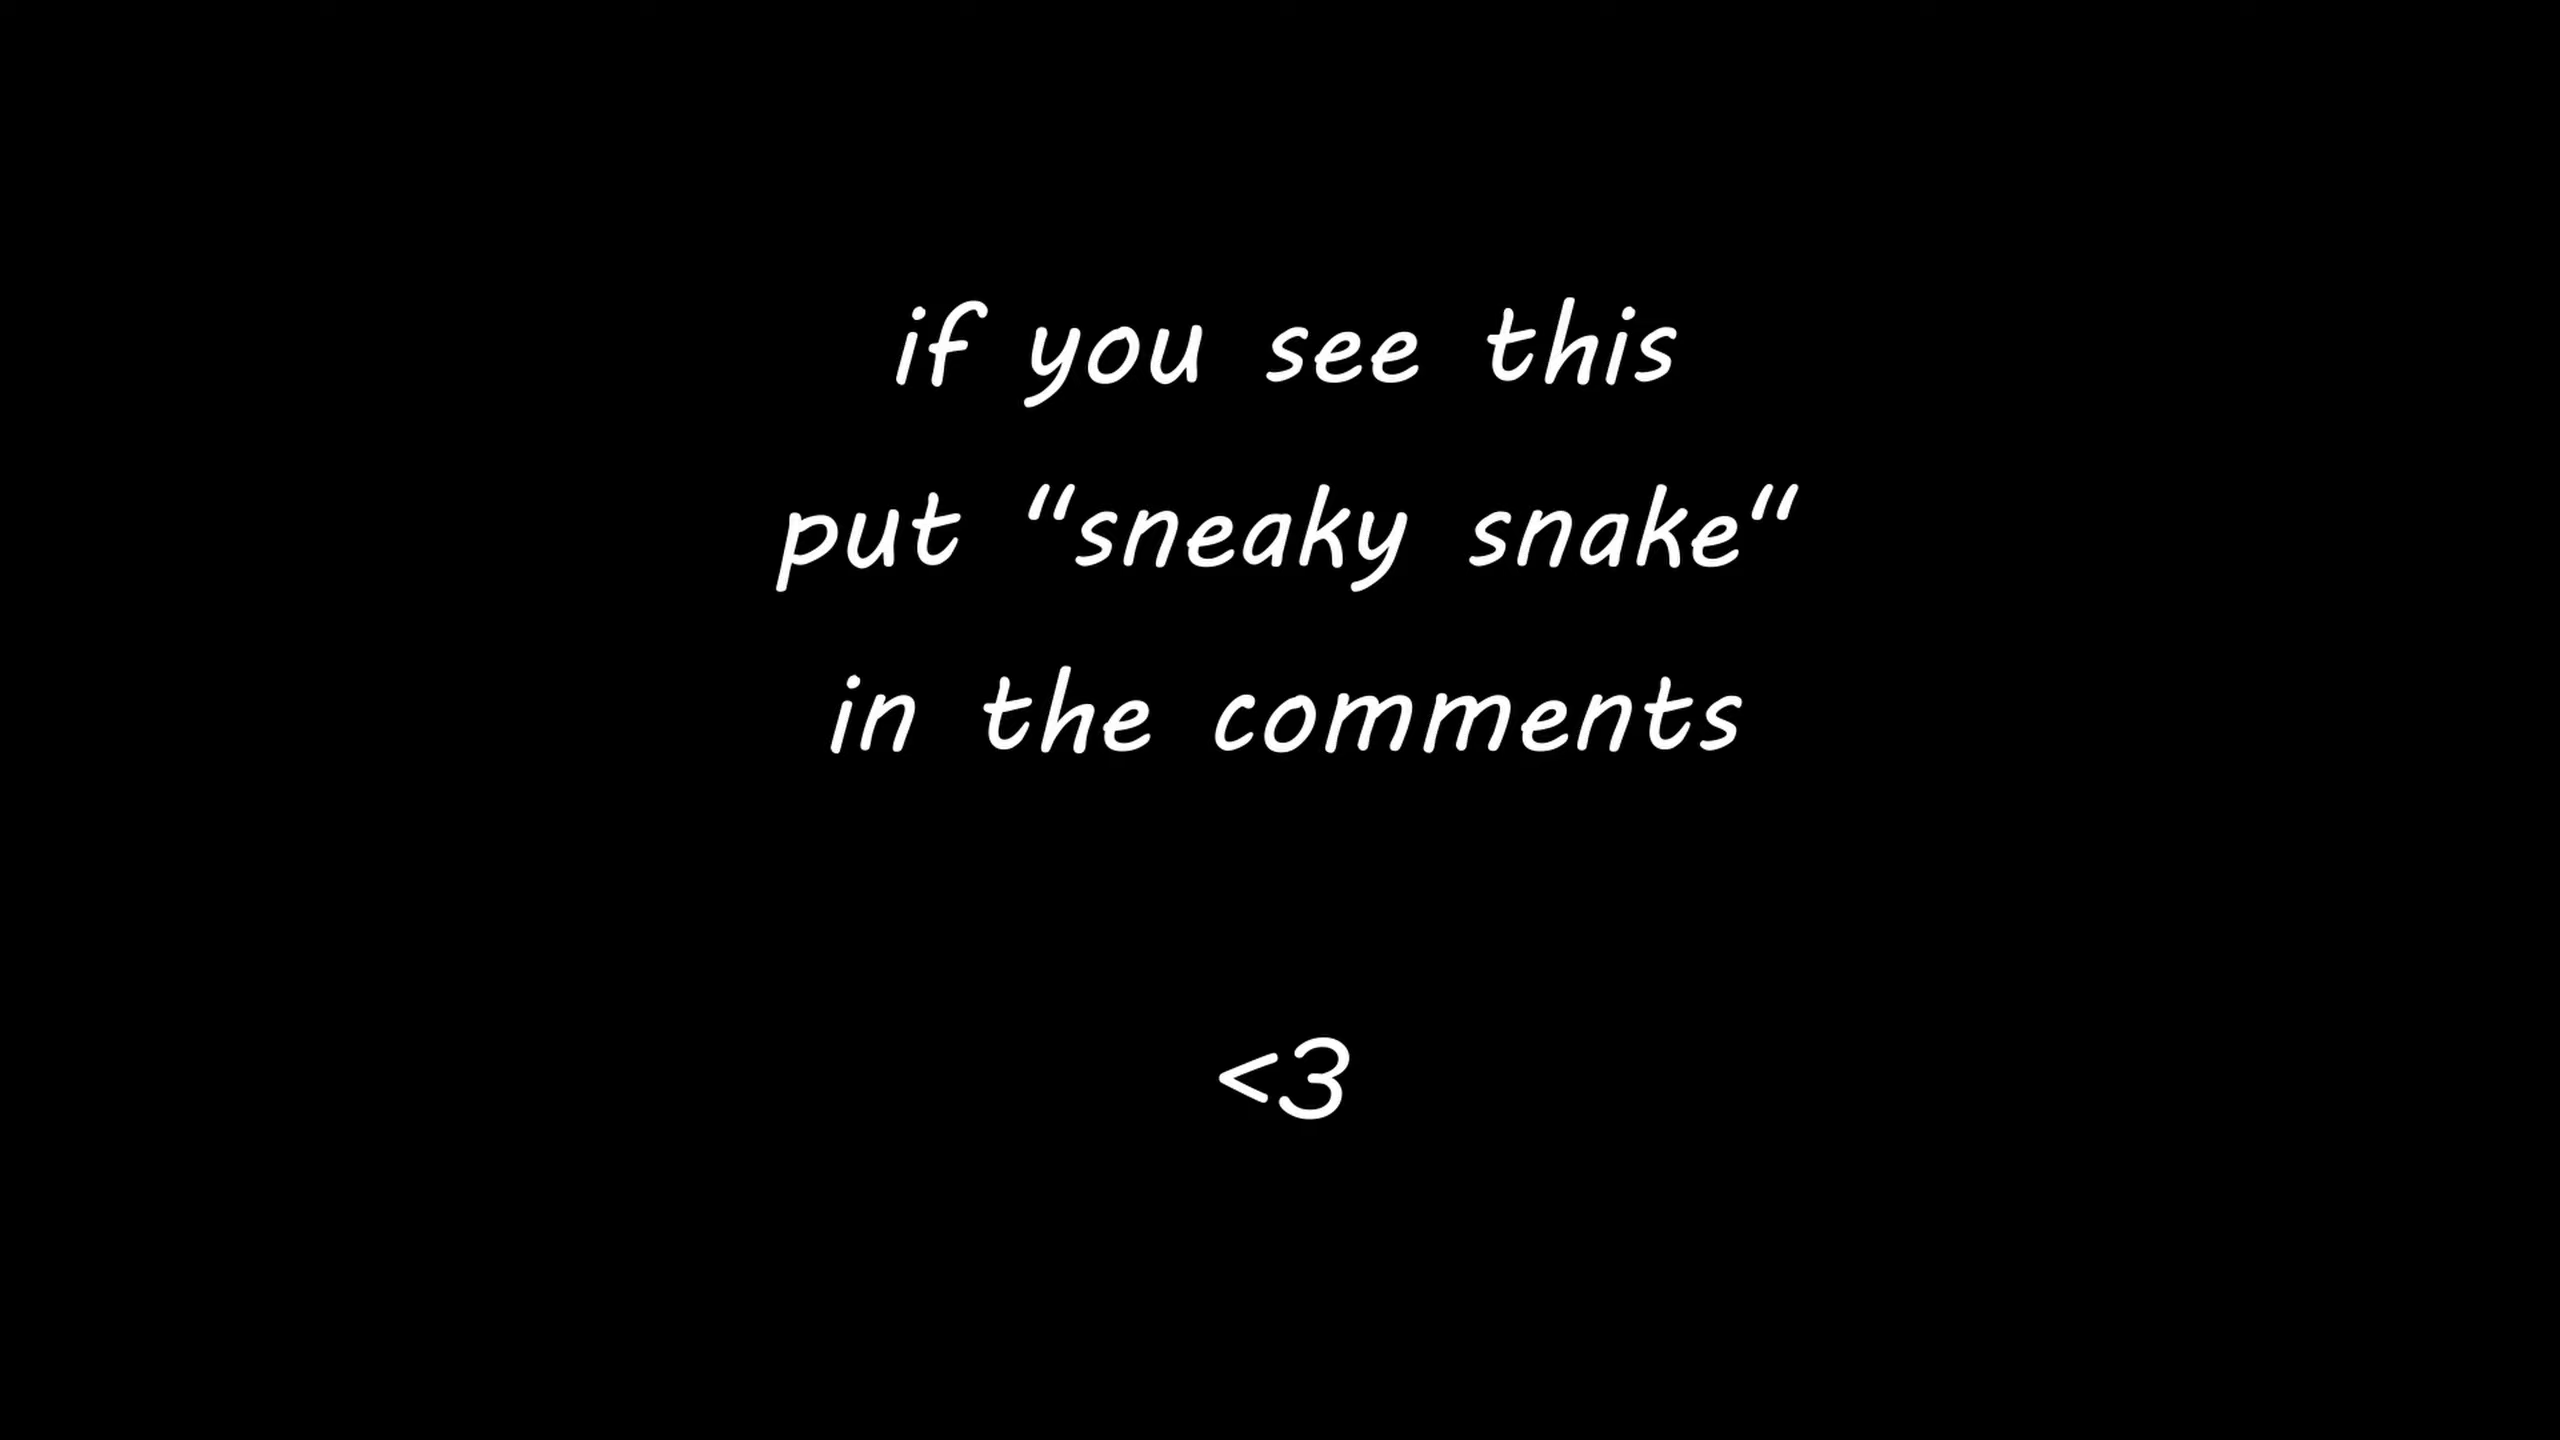 if you see this
put “sneaky snake“
in the comments
<3